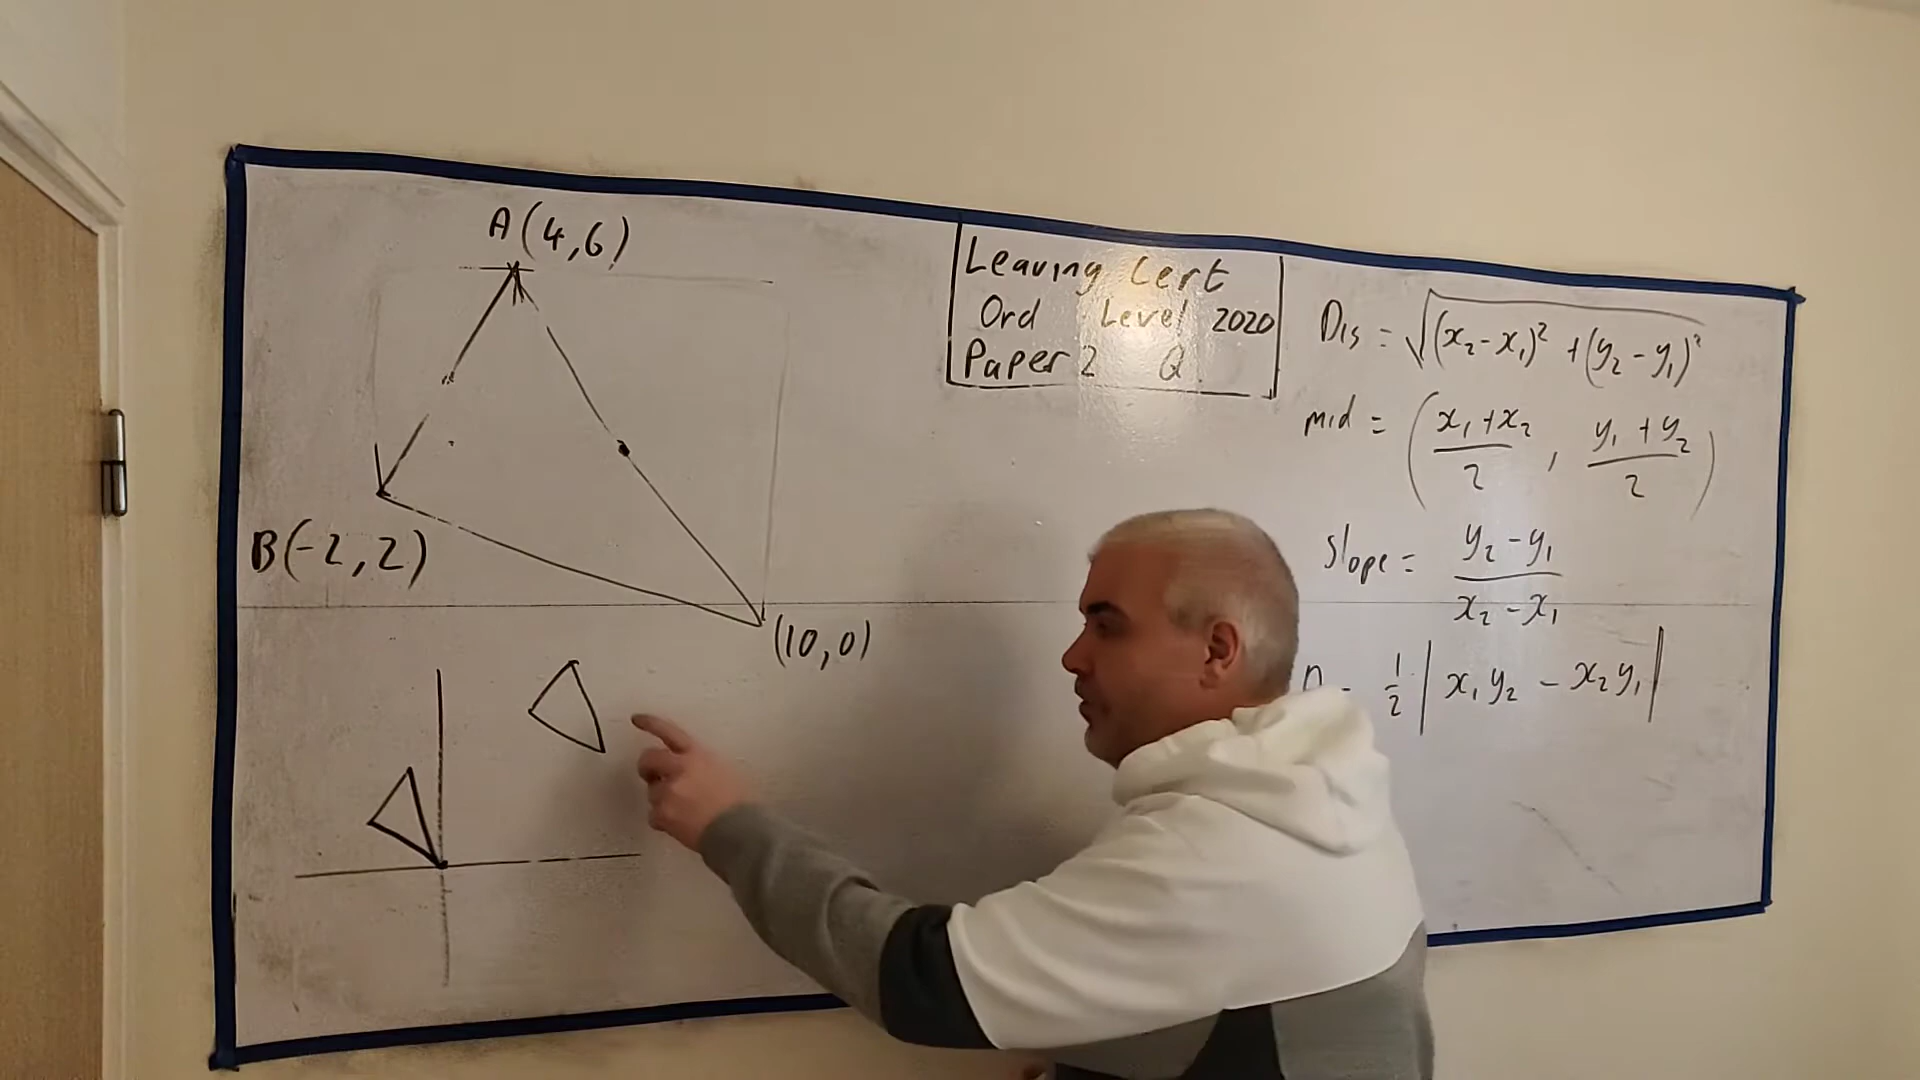 A(4,6)
B(-2,2)
(10,0)
Leaving Cert
Ord Level 2020
Paper 2 Q.
Dis = √(x₂-x₁)² + (y₂-y₁)²
mid = (x₁+x₂/2 , y₁+y₂/2)
Slope = y₂-y₁/x₂-x₁
1/2 |x₁y₂ - x₂y₁|